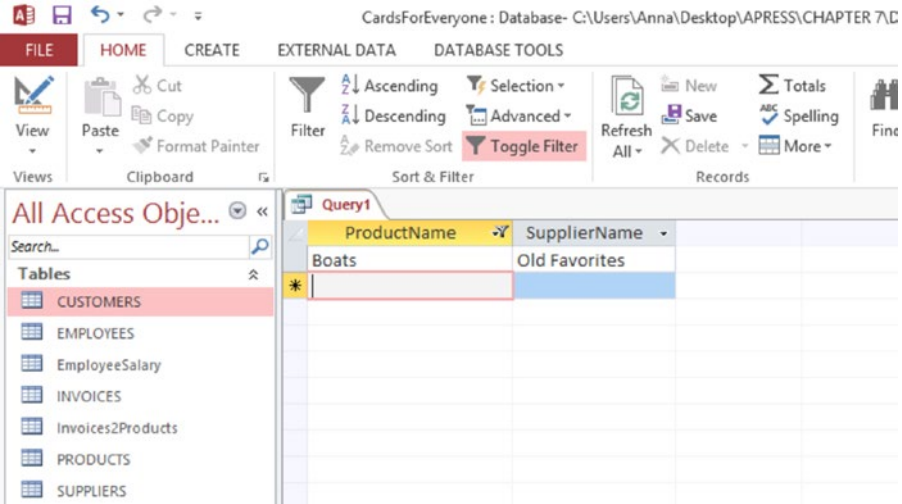 CardsForEveryone : Database- C:\Users\Anna\Desktop\APRESS\CHAPTER 7\D
FILE HOME CREATE EXTERNAL DATA DATABASE TOOLS
View
Views
Paste
Cut
Copy
Format Painter
Clipboard
Filter
Ascending
Descending
Remove Sort
Selection
Advanced
Toggle Filter
Sort & Filter
Refresh
All
New
Save
Delete
Totals
Spelling
More
Records
Find
All Access Obje... «
Search...
Tables
CUSTOMERS
EMPLOYEES
EmployeeSalary
INVOICES
Invoices2Products
PRODUCTS
SUPPLIERS
Query1
ProductName SupplierName
Boats Old Favorites